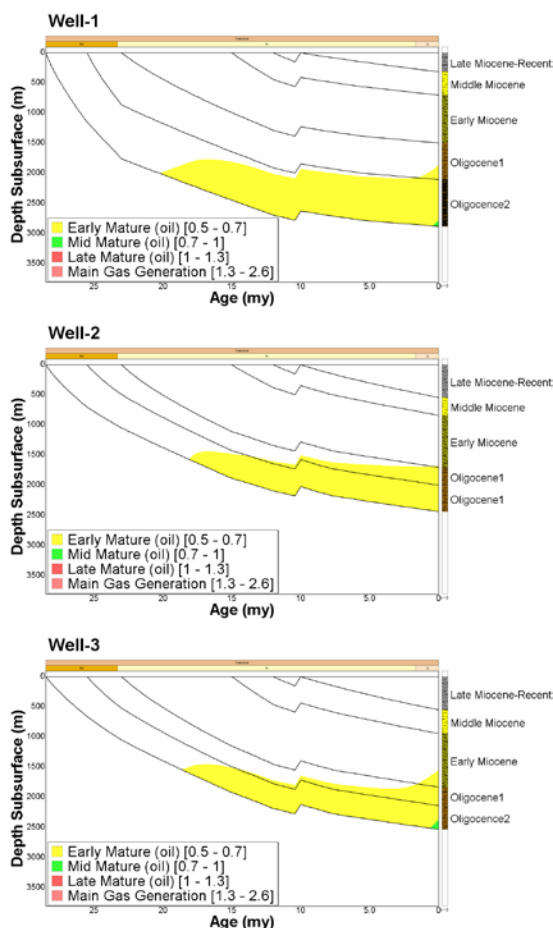 Well-1
0
500
1000
1500
2000
2500
3000
3500
Depth Subsurface (m)
Late Miocene-Recent
Middle Miocene
Early Miocene
Oligocene1
Oligocence2
Early Mature (oil) [0.5 - 0.7]
Mid Mature (oil) [0.7 - 1]
Late Mature (oil) [1 - 1.3]
Main Gas Generation [1.3 - 2.6]
25 20 15 10 5.0 0
Age (my)
Well-2
0
500
1000
1500
2000
2500
3000
3500
Depth Subsurface (m)
Late Miocene-Recent
Middle Miocene
Early Miocene
Oligocene1
Oligocene1
Early Mature (oil) [0.5 - 0.7]
Mid Mature (oil) [0.7 - 1]
Late Mature (oil) [1 - 1.3]
Main Gas Generation [1.3 - 2.6]
25 20 15 10 5.0 0
Age (my)
Well-3
0
500
1000
1500
2000
2500
3000
3500
Depth Subsurface (m)
Late Miocene-Recent
Middle Miocene
Early Miocene
Oligocene1
Oligocence2
Early Mature (oil) [0.5 - 0.7]
Mid Mature (oil) [0.7 - 1]
Late Mature (oil) [1 - 1.3]
Main Gas Generation [1.3 - 2.6]
25 20 15 10 5.0 0
Age (my)